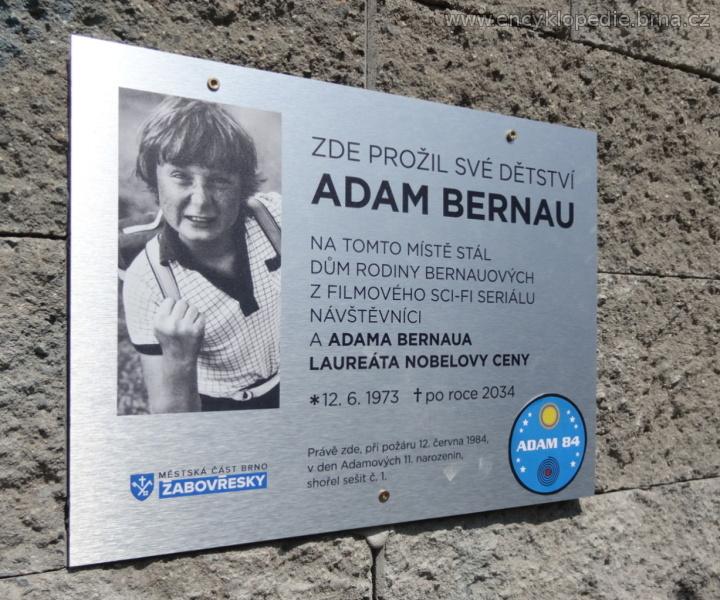 www.encyklopedie.brna.cz
ZDE PROŽIL SVÉ DĚTSTVÍ
ADAM BERNAU
NA TOMTO MÍSTĚ STÁL
DŮM RODINY BERNAUOVÝCH
Z FILMOVÉHO SCI-FI SERIÁLU
NÁVŠTĚVNÍCI
A ADAMA BERNAUA
LAUREÁTA NOBELOVY CENY
*12. 6. 1973 †po roce 2034
Právě zde, při požáru 12. června 1984,
v den Adamových 11. narozenin,
shořel sešit č. 1.
MĚSTSKÁ ČÁST BRNO
ŽABOVŘESKY
ADAM 84